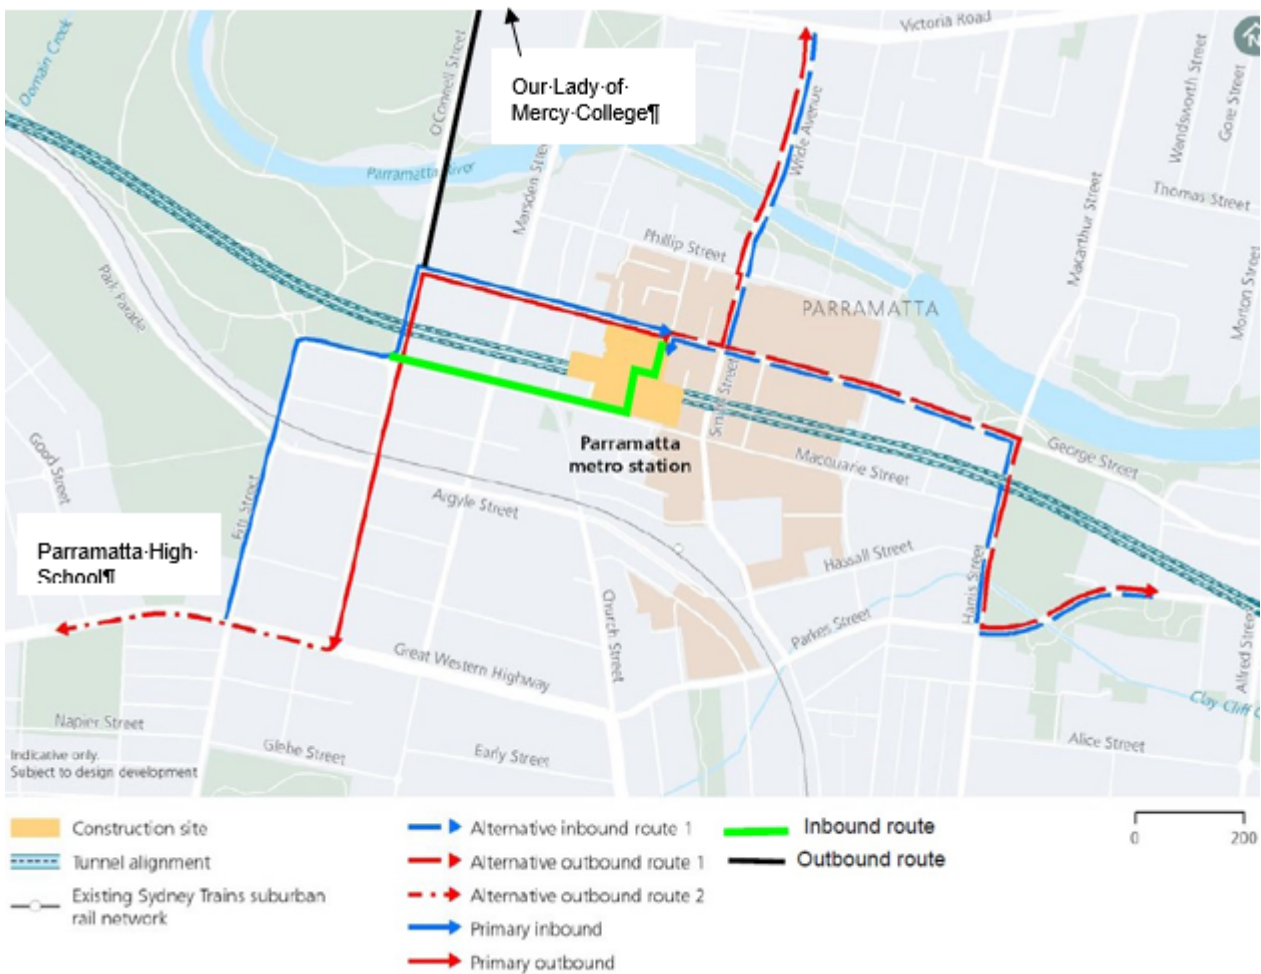 Victoria Road
N
Domain Creek
O'Connell Street
Our·Lady·of·
Mercy·College¶
Wandsworth Street
Gore Street
Wilde Avenue
Parramatta River
Marsden Street
Thomas Street
Macarthur Street
Phillip Street
Park Parade
PARRAMATTA
Morton Street
Smith Street
Parramatta
metro station
George Street
Macquarie Street
Good Street
Argyle Street
Pitt Street
Hassall Street
Parramatta·High·
School¶
Harris Street
Church Street
Parkes Street
Great Western Highway
Alfred Street
Clay Cliff C
Napier Street
Glebe Street
Early Street
Alice Street
Indicative only.
Subject to design development
Construction site
Tunnel alignment
Existing Sydney Trains suburban
rail network
Alternative inbound route 1
Alternative outbound route 1
Alternative outbound route 2
Primary inbound
Primary outbound
Inbound route
Outbound route
0
200